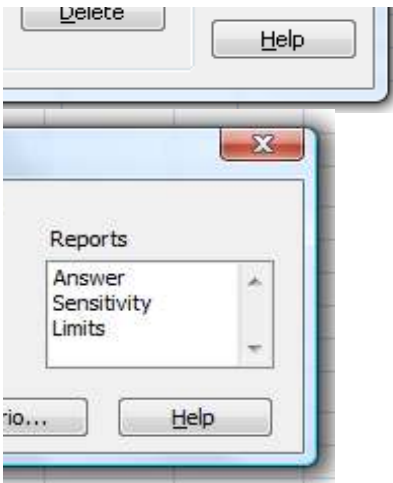 Delete
Help
Reports
Answer
Sensitivity
Limits
rio...
Help